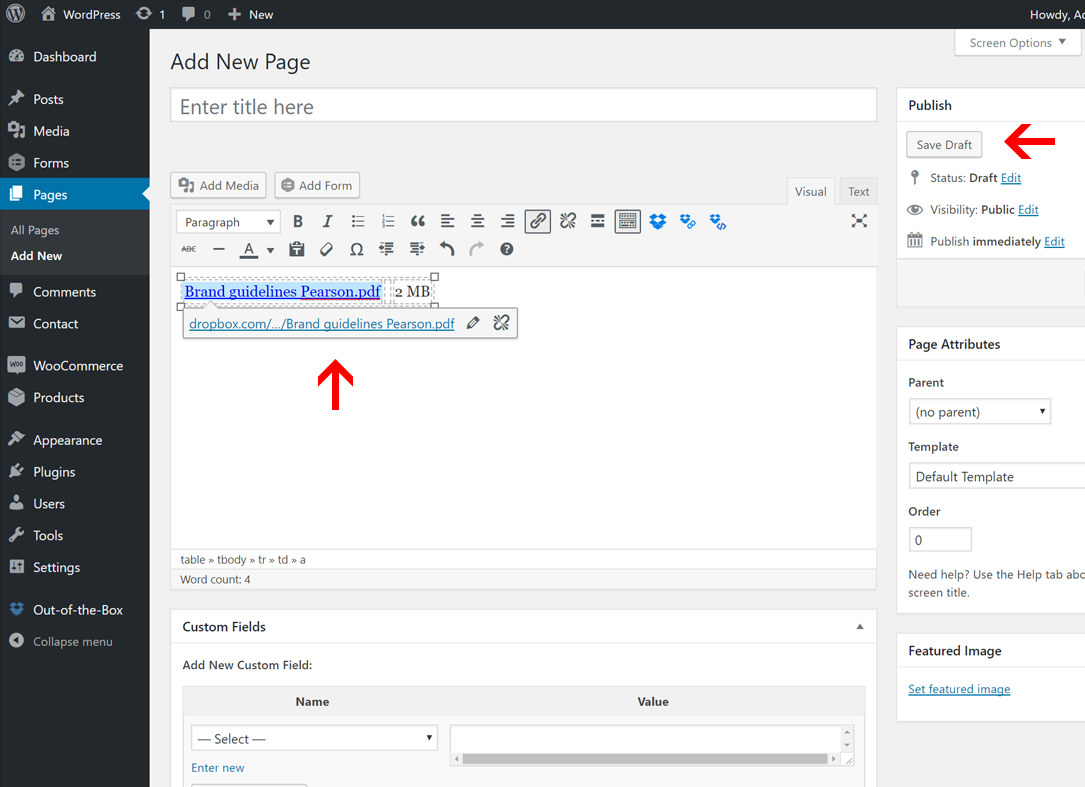 WordPress 1 0 New Howdy, Ad
Dashboard
Posts
Media
Forms
Pages
All Pages
Add New
Comments
Contact
WooCommerce
Products
Appearance
Plugins
Users
Tools
Settings
Out-of-the-Box
Collapse menu
Screen Options
Add New Page
Enter title here
Add Media Add Form Visual Text
Paragraph B I
ABC A
Brand guidelines Pearson.pdf 2 MB
dropbox.com/.../Brand guidelines Pearson.pdf
table » tbody » tr » td » a
Word count: 4
Custom Fields
Add New Custom Field:
Name Value
— Select —
Enter new
Publish
Save Draft
Status: Draft Edit
Visibility: Public Edit
Publish immediately Edit
Page Attributes
Parent
(no parent)
Template
Default Template
Order
0
Need help? Use the Help tab abo
screen title.
Featured Image
Set featured image